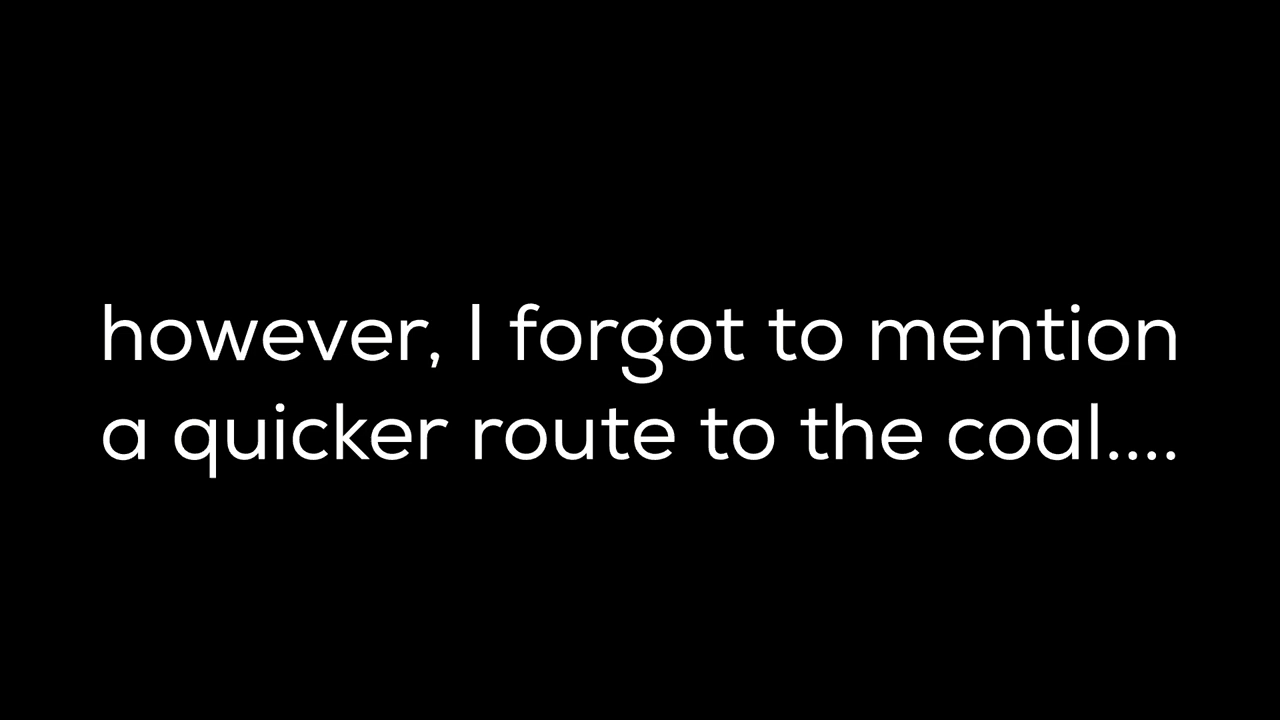 however, I forgot to mention
a quicker route to the coal....